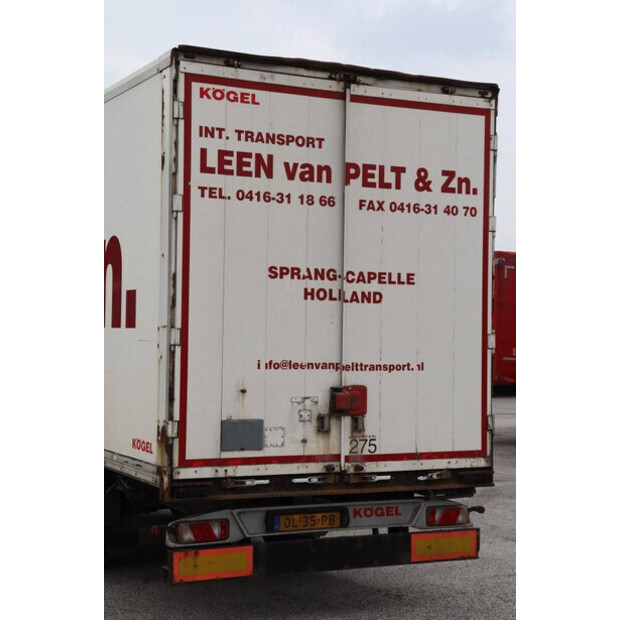 KÖGEL
INT. TRANSPORT
LEEN van PELT & Zn.
TEL. 0416-31 18 66 FAX 0416-31 40 70
SPRANG-CAPELLE
HOLLAND
info@leenvanpelttransport.nl
n.
KÖGEL
275
OL-35-PB
KÖGEL